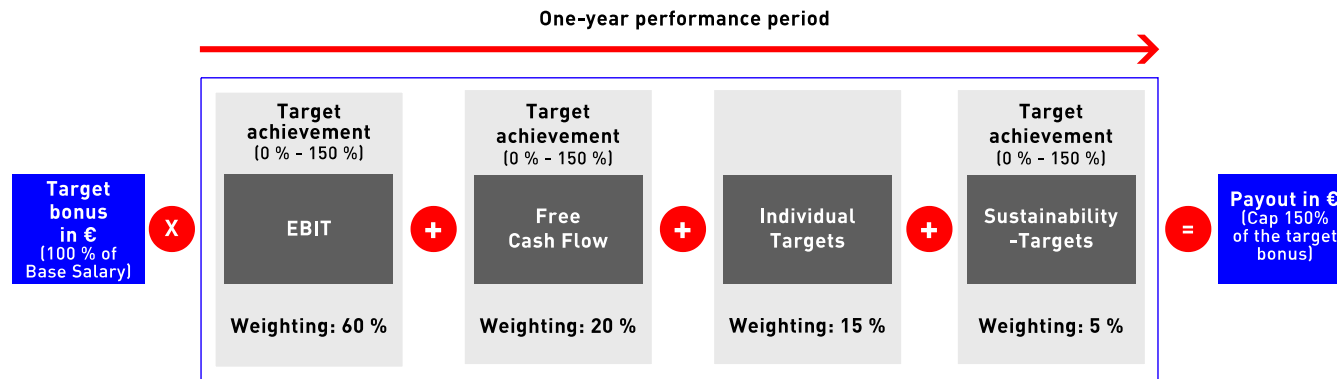 One-year performance period
Target
bonus
in €
(100 % of
Base Salary)
X
Target
achievement
(0 % - 150 %)
EBIT
Weighting: 60 %
+
Target
achievement
(0 % - 150 %)
Free
Cash Flow
Weighting: 20 %
+
Individual
Targets
Weighting: 15 %
+
Target
achievement
(0 % - 150 %)
Sustainability
-Targets
Weighting: 5 %
=
Payout in €
(Cap 150%
of the target
bonus)